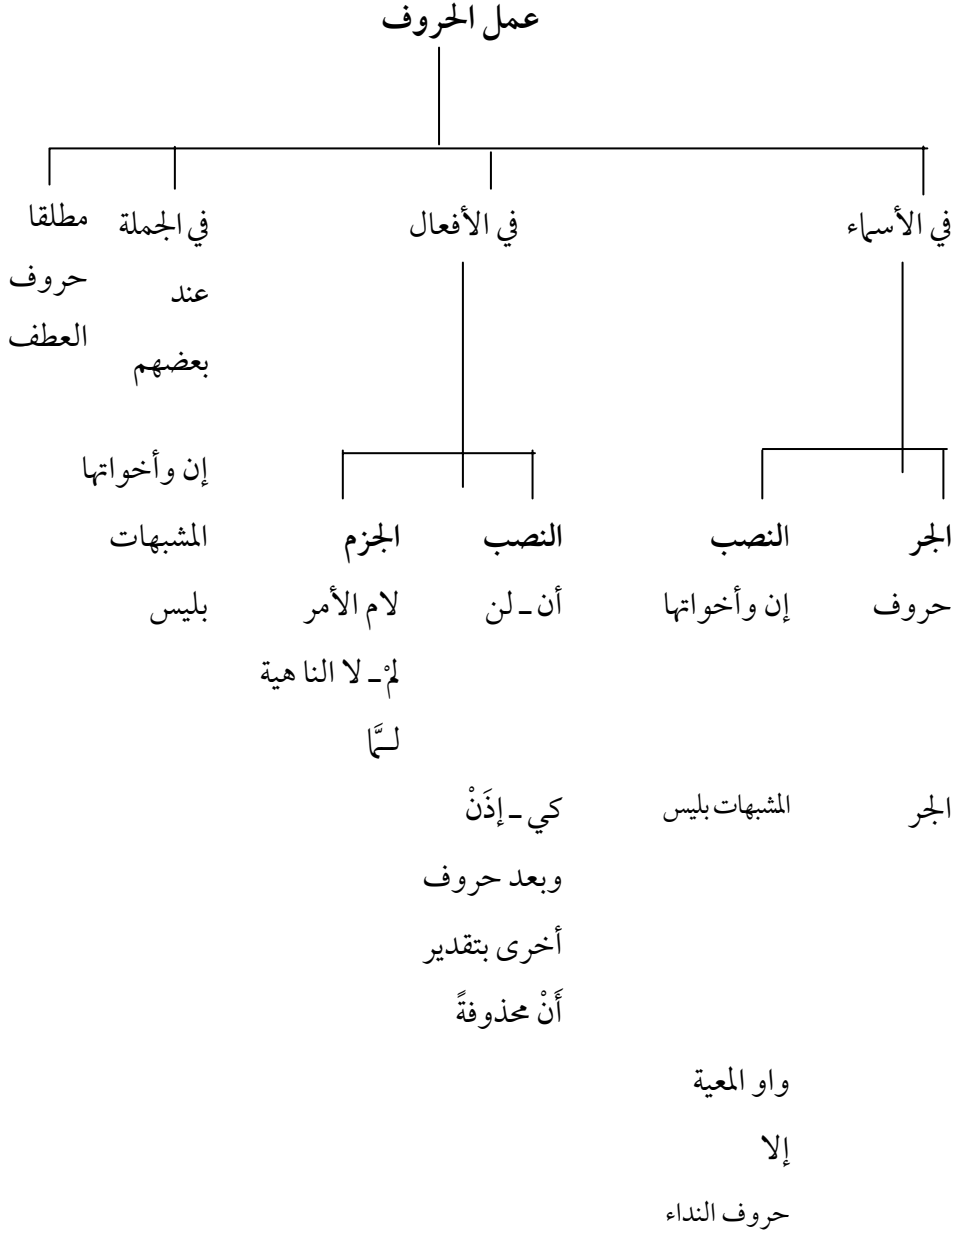 عمل الحروف
في الأسماء
في الأفعال
في الجملة
عند
بعضهم
مطلقا
حروف
العطف
إن وأخواتها
المشبهات
بليس
الجر
النصب
النصب
الجزم
حروف
إن وأخواتها
أن ـ لن
لام الأمر
لمْ ـ لا النا هية
لـمَّا
الجر
المشبهات بليس
كي ـ إذَنْ
وبعد حروف
أخرى بتقدير
أَنْ محذوفةً
واو المعية
إلا
حروف النداء